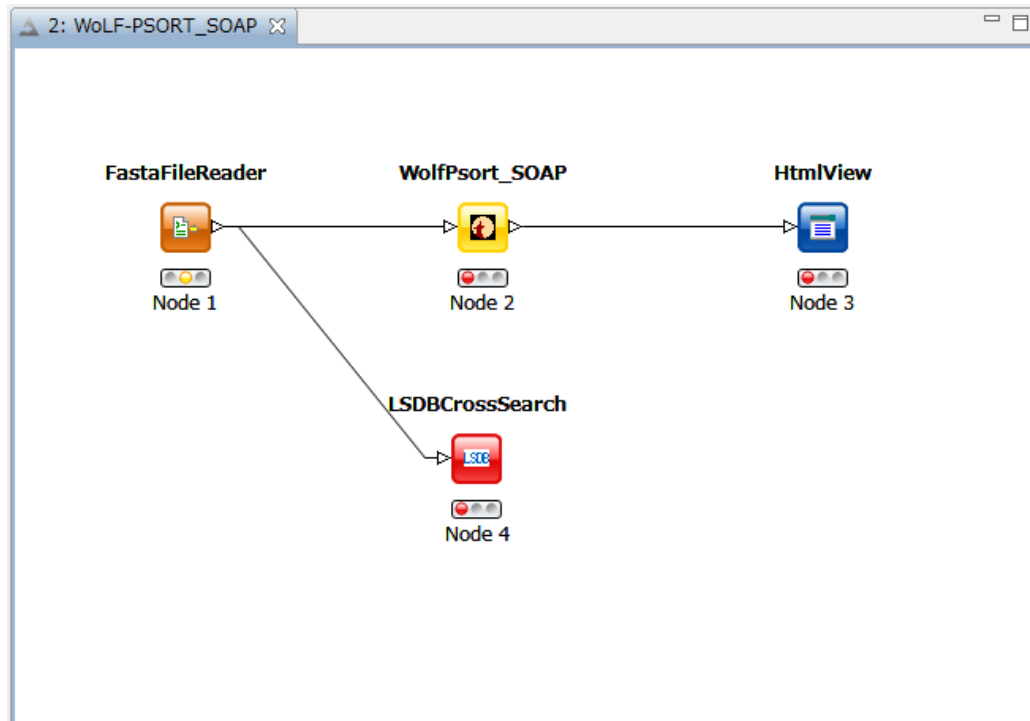 2: WoLF-PSORT_SOAP
FastaFileReader
WolfPsort_SOAP
HtmlView
Node 1
Node 2
Node 3
LSDBCrossSearch
LSDB
Node 4